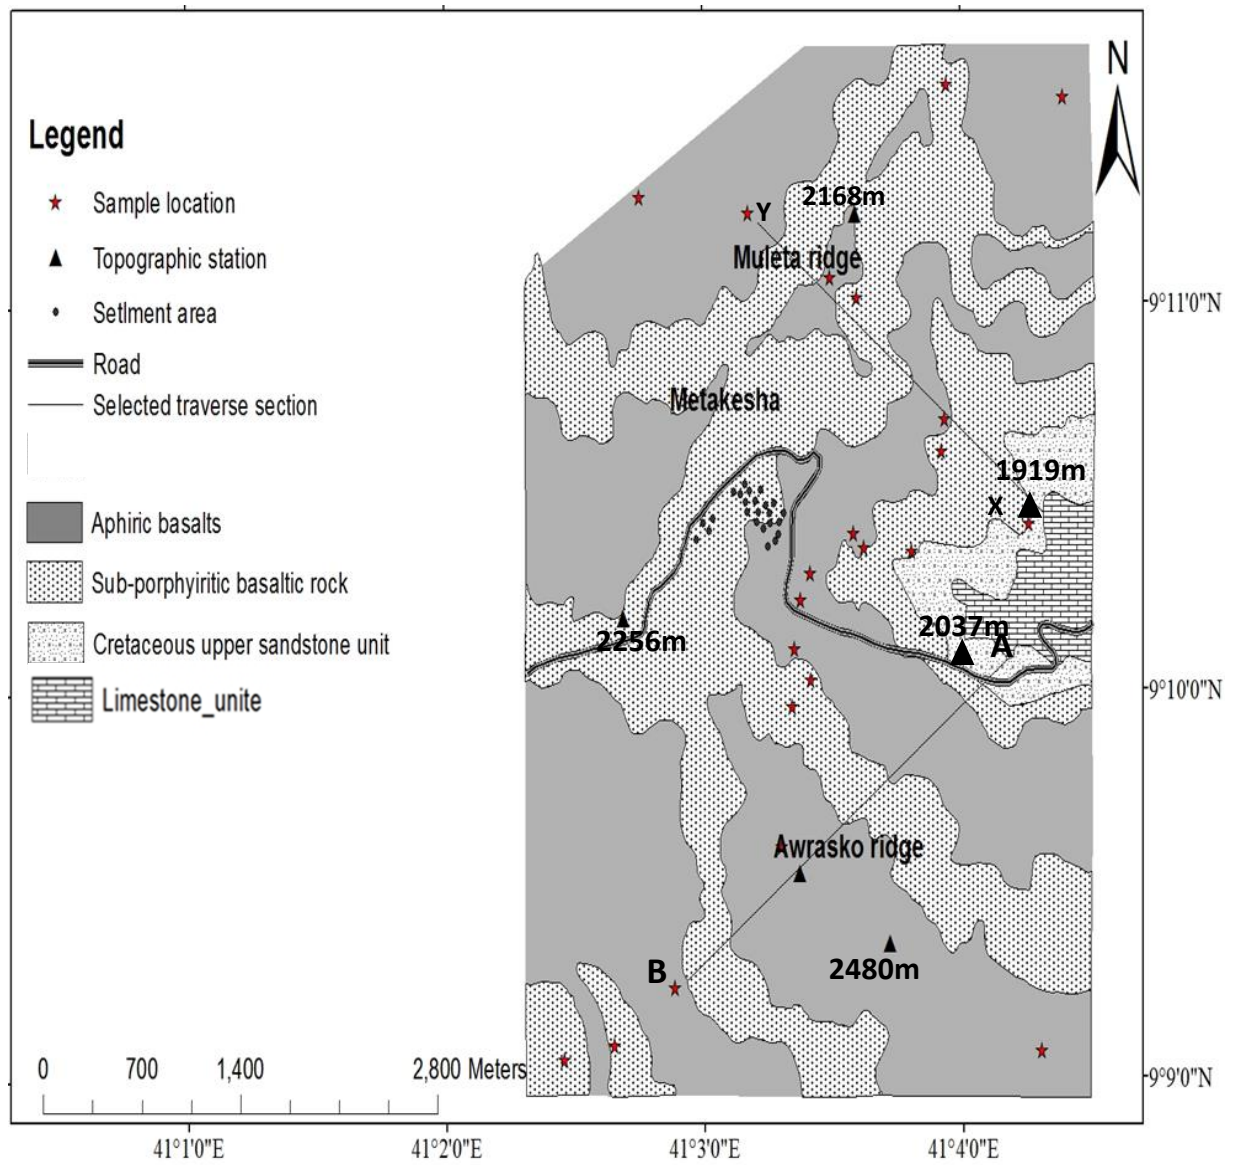 Legend
Sample location
Topographic station
Setlment area
Road
Selected traverse section
Aphiric basalts
Sub-porphyiritic basaltic rock
Cretaceous upper sandstone unit
Limestone_unite
N
2168m
Y
Muleta ridge
9°11'0"N
Metakesha
1919m
X
2037m
A
2256m
9°10'0"N
Awrasko ridge
B
2480m
0 700 1,400 2,800 Meters
9°9'0"N
41°1'0"E 41°2'0"E 41°3'0"E 41°4'0"E